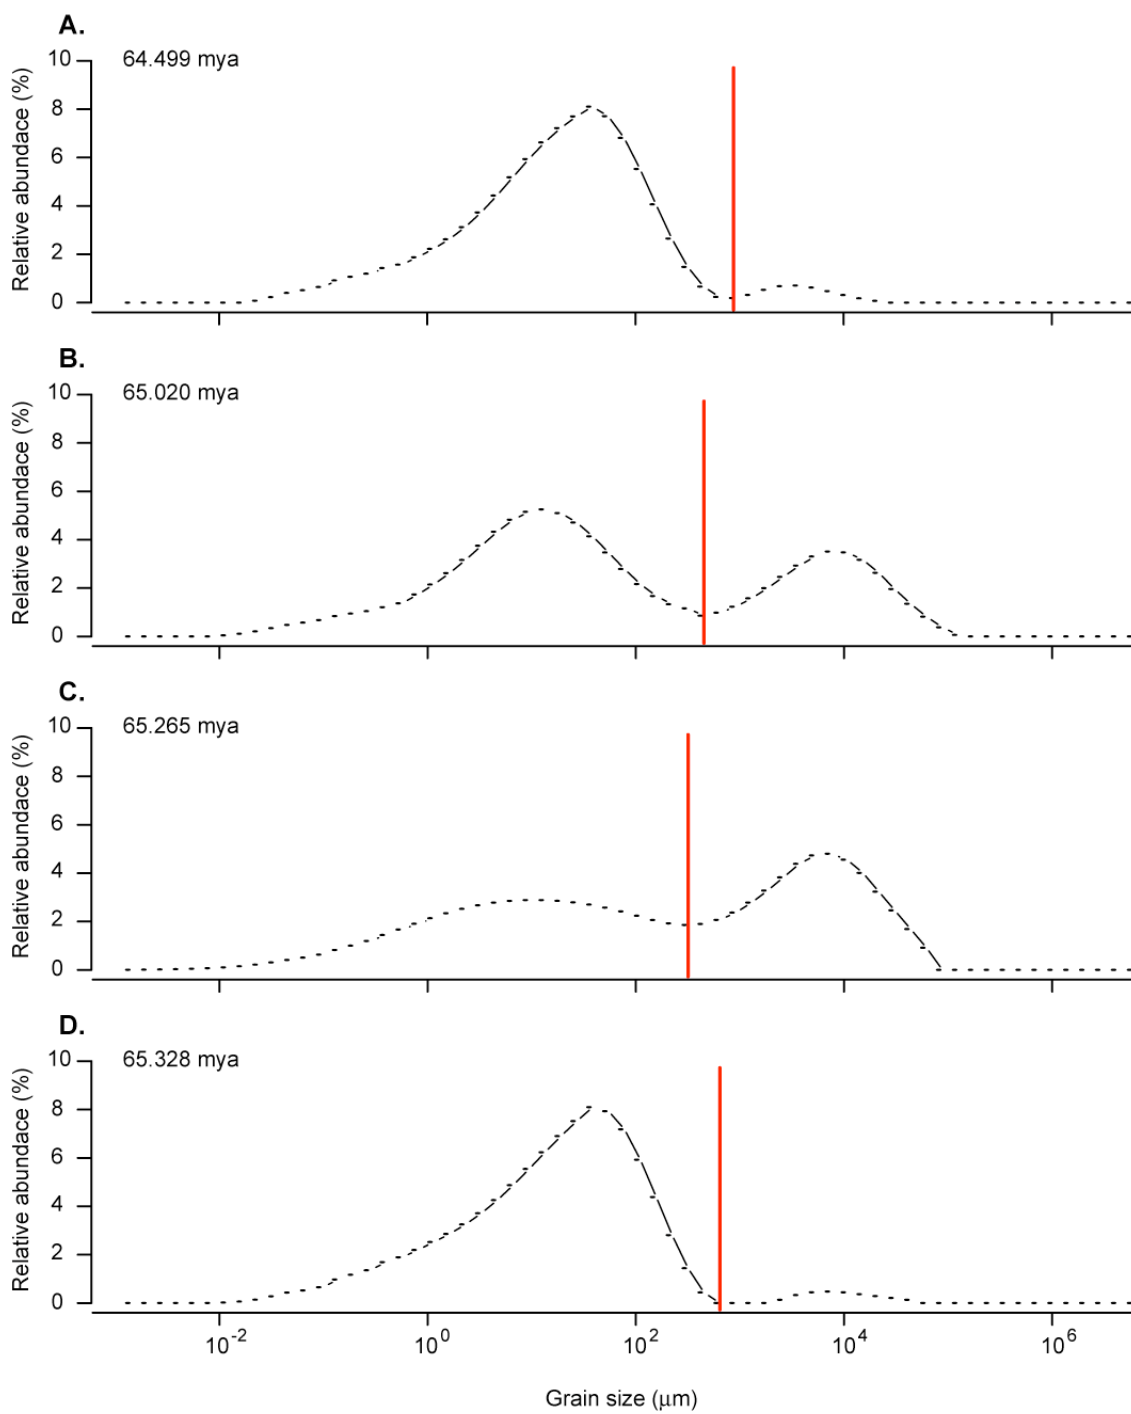 A.
64.499 mya
Relative abundace (%)
10
8
6
4
2
0
B.
65.020 mya
Relative abundace (%)
10
8
6
4
2
0
C.
65.265 mya
Relative abundace (%)
10
8
6
4
2
0
D.
65.328 mya
Relative abundace (%)
10
8
6
4
2
0
10⁻² 10⁰ 10² 10⁴ 10⁶
Grain size (μm)